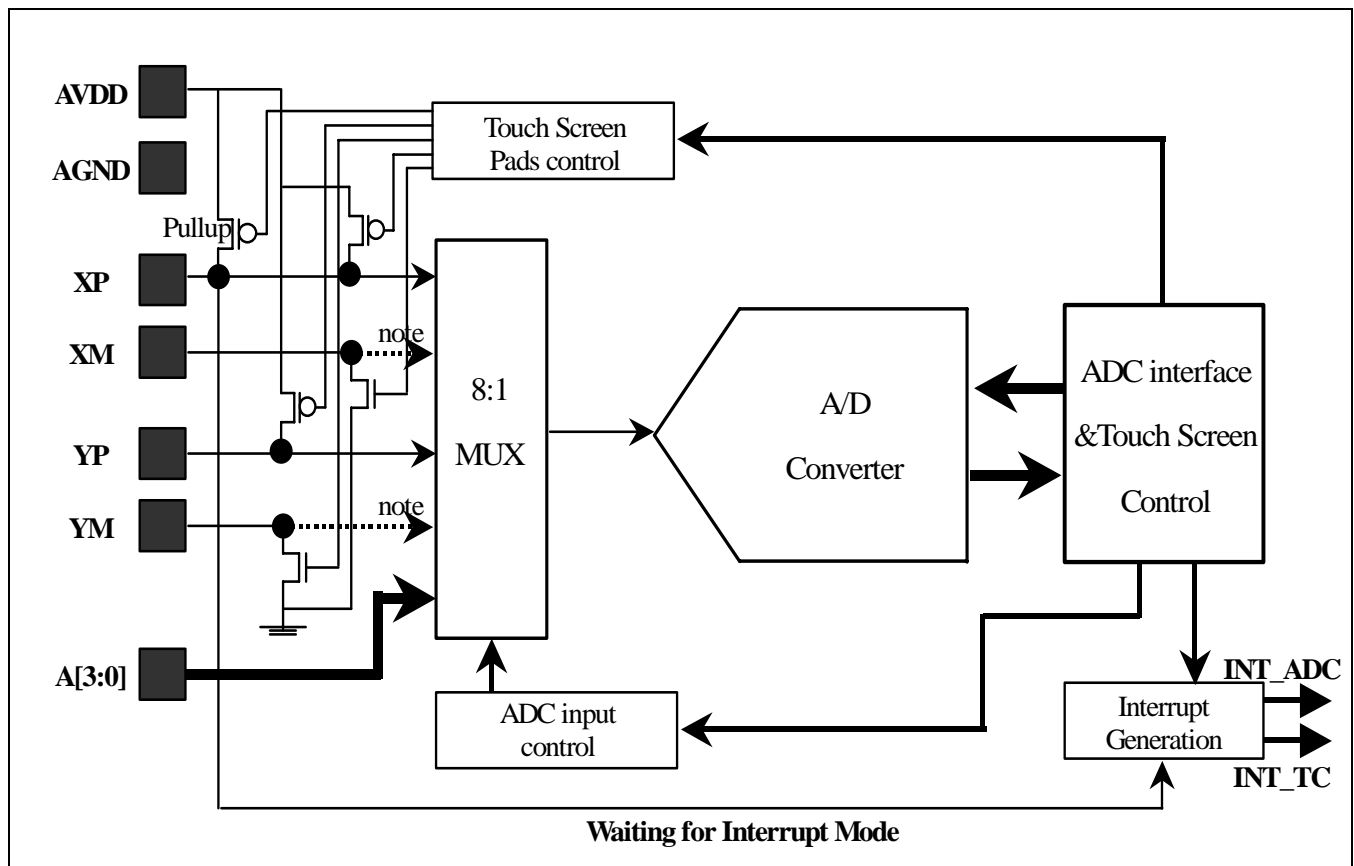 AVDD
Touch Screen
Pads control
AGND
Pullup
XP
note
XM
8:1
MUX
A/D
Converter
ADC interface
&Touch Screen
Control
YP
note
YM
A[3:0]
ADC input
control
INT_ADC
Interrupt
Generation
INT_TC
Waiting for Interrupt Mode